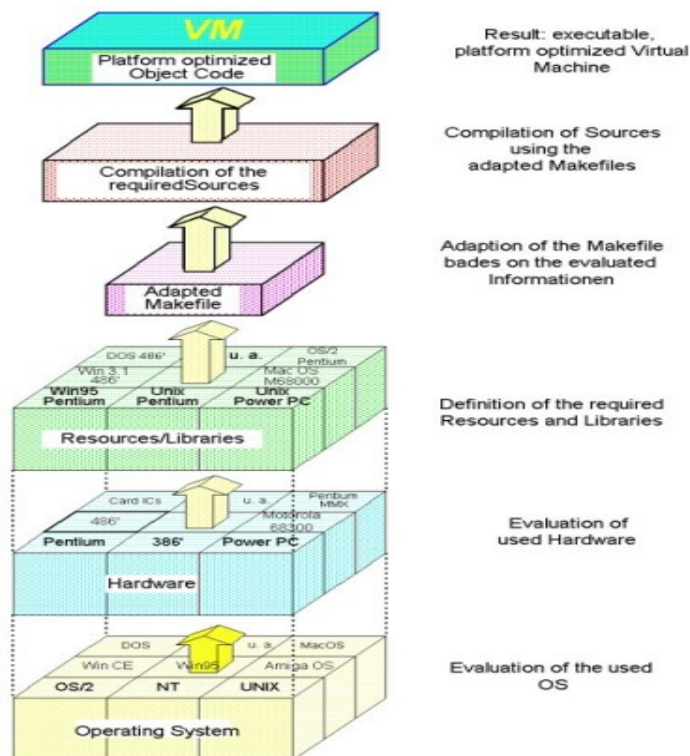 VM
Platform optimized
Object Code
Result: executable,
platform optimized Virtual
Machine
Compilation of the
requiredSources
Compilation of Sources
using the
adapted Makefiles
Adapted
Makefile
Adaption of the Makefile
bades on the evaluated
Informationen
DOS 486' u. a. OS/2
Pentium
Win 3.1
486' Mac OS
M68000
Win95
Pentium Unix
Pentium Unix
Power PC
Resources/Libraries
Definition of the required
Resources and Libraries
Card ICs u. a. Pentium
MMX
486' Motorola
68300
Pentium 386' Power PC
Hardware
Evaluation of
used Hardware
DOS u. a. MacOS
Win CE Win95 Amiga OS
OS/2 NT UNIX
Operating System
Evaluation of the used
OS